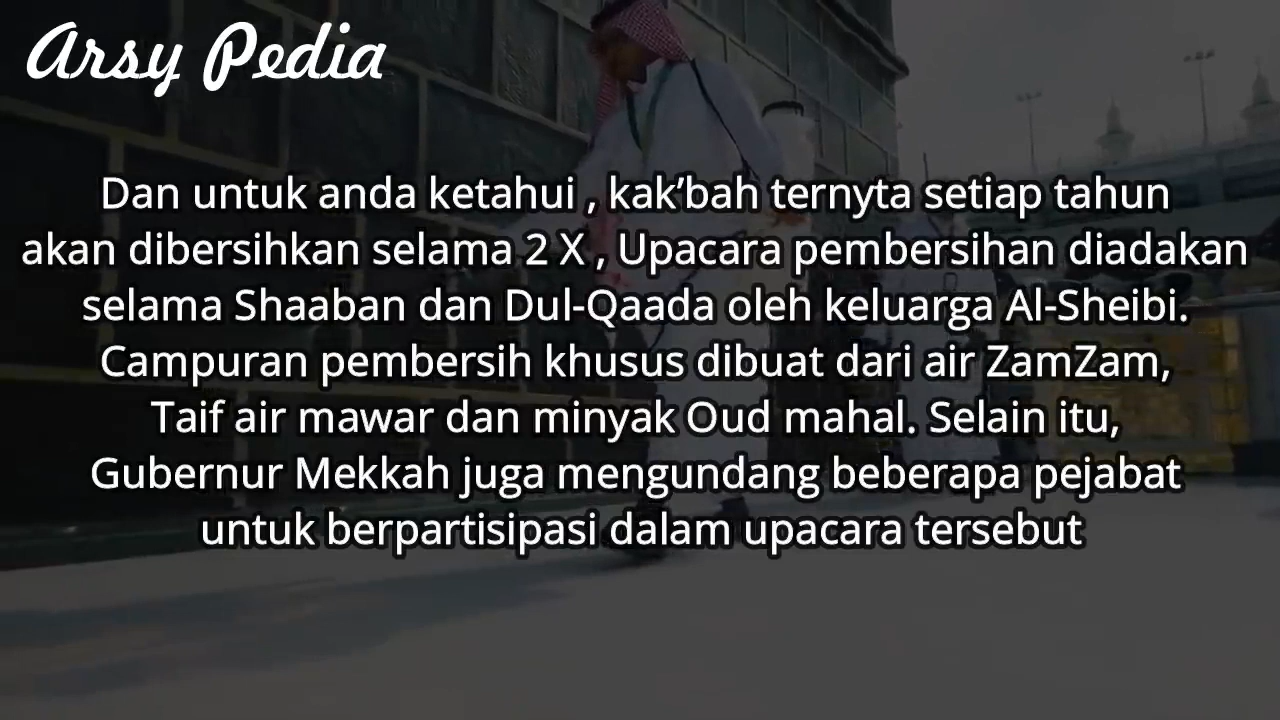 Arsy Pedia
Dan untuk anda ketahui , kak’bah ternyta setiap tahun
akan dibersihkan selama 2 X , Upacara pembersihan diadakan
selama Shaaban dan Dul-Qaada oleh keluarga Al-Sheibi.
Campuran pembersih khusus dibuat dari air ZamZam,
Taif air mawar dan minyak Oud mahal. Selain itu,
Gubernur Mekkah juga mengundang beberapa pejabat
untuk berpartisipasi dalam upacara tersebut